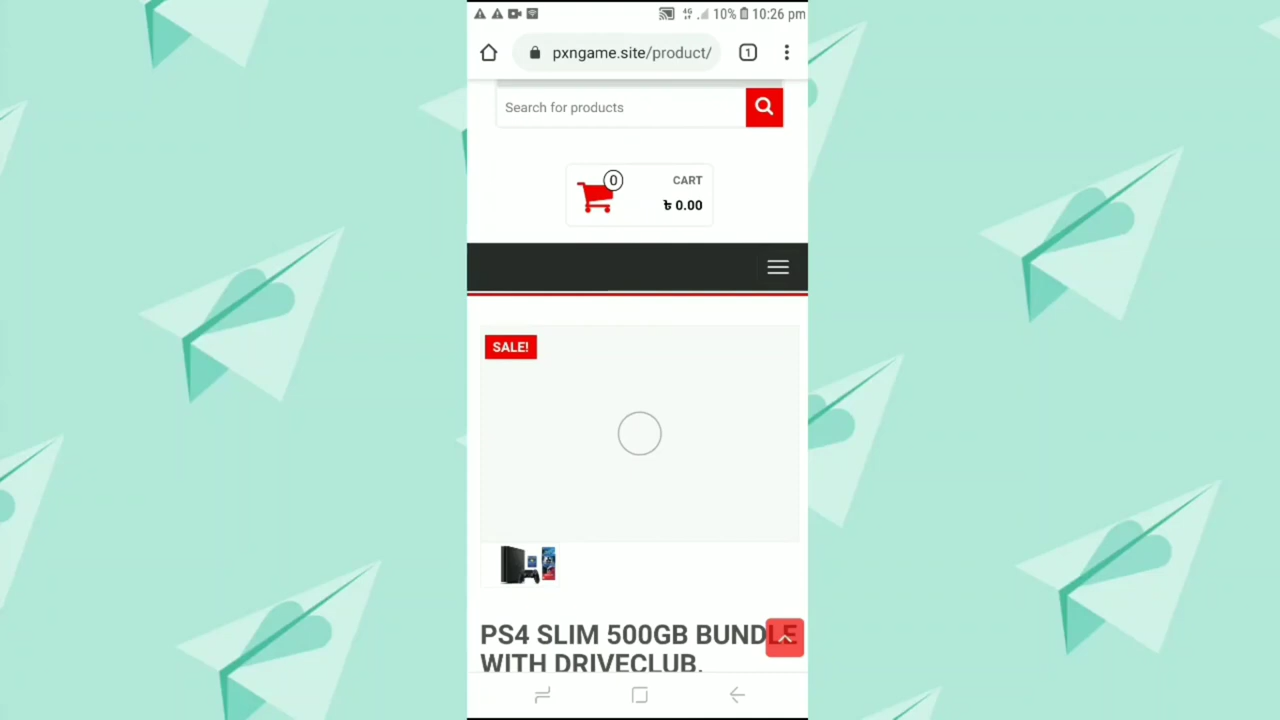 4G 10% 10:26 pm
pxngame.site/product/ 1
Search for products
0 CART
৳ 0.00
SALE!
PS4 SLIM 500GB BUNDLE
WITH DRIVECLUB,